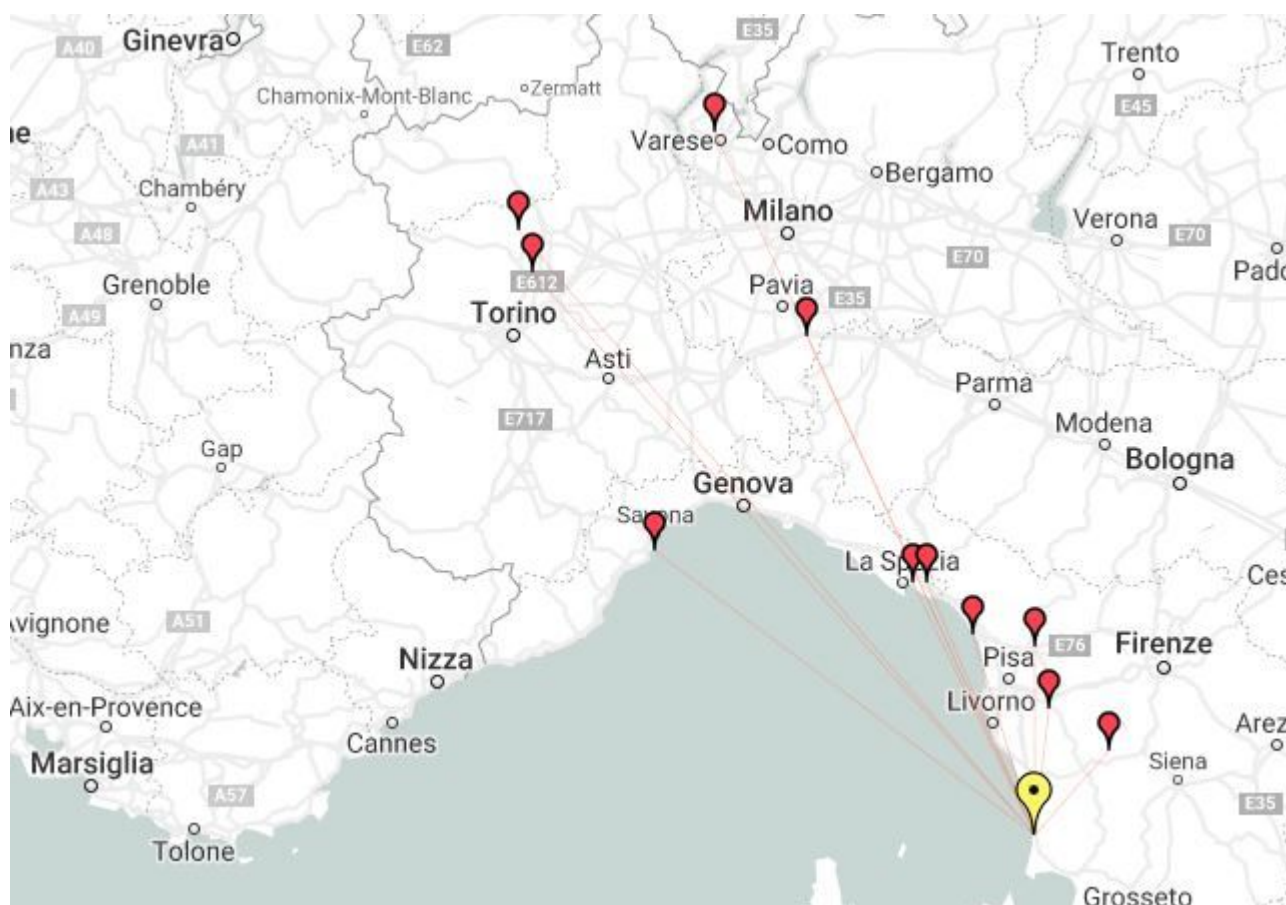 Ginevra
A40
E62
E35
Trento
Chamonix-Mont-Blanc
Zermatt
E45
ne
A41
Varese
Como
A43
Chambéry
Bergamo
A48
Milano
Verona
E70
E70
Grenoble
E612
Pavia
E35
Pado
A49
Torino
nza
Asti
Parma
E717
Modena
Gap
Bologna
Genova
Savona
La Spezia
Ces
Avignone
A51
E76
Firenze
Nizza
Pisa
Aix-en-Provence
Livorno
Cannes
Arez
Marsiglia
Siena
A57
E35
Tolone
Grosseto